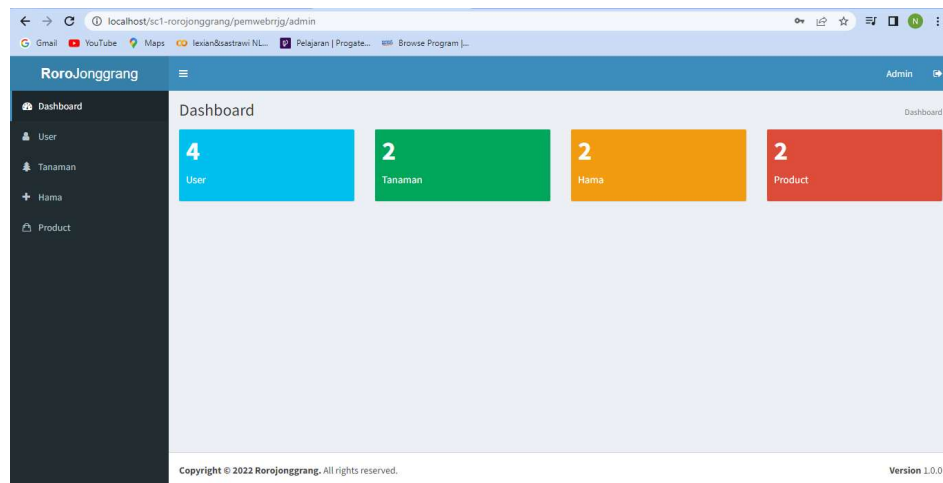 localhost/sc1-rorojonggrang/pemwebrrjg/admin
Gmail YouTube Maps lexian&sastrawi NL... Pelajaran | Progate... Browse Program |...
RoroJonggrang
Admin
Dashboard
User
Tanaman
Hama
Product
Dashboard
Dashboard
4
User
2
Tanaman
2
Hama
2
Product
Copyright © 2022 Rorojonggrang. All rights reserved.
Version 1.0.0
N